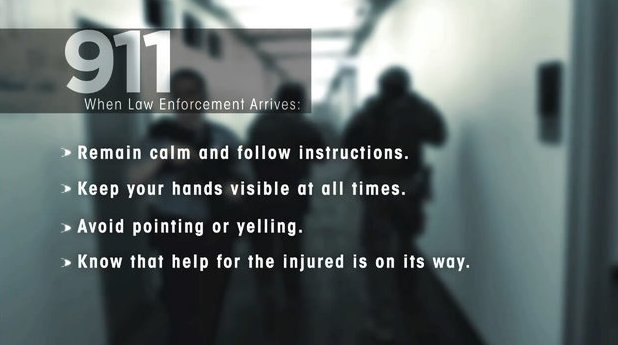 911
When Law Enforcement Arrives:
Remain calm and follow instructions.
Keep your hands visible at all times.
Avoid pointing or yelling.
Know that help for the injured is on its way.